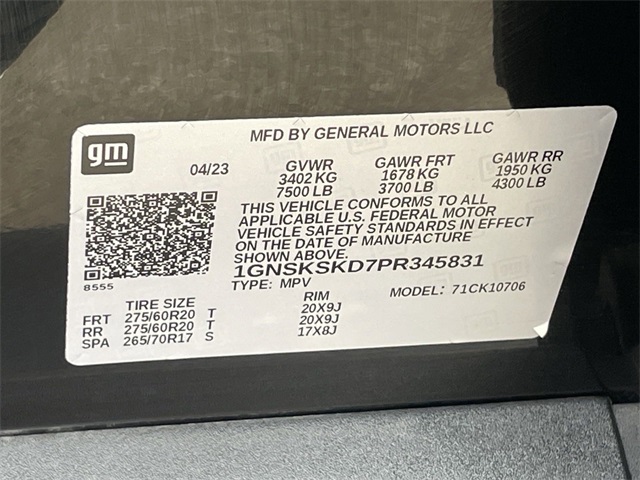 gm
MFD BY GENERAL MOTORS LLC
04/23 GVWR GAWR FRT GAWR RR
3402 KG 1678 KG 1950 KG
7500 LB 3700 LB 4300 LB
THIS VEHICLE CONFORMS TO ALL
APPLICABLE U.S. FEDERAL MOTOR
VEHICLE SAFETY STANDARDS IN EFFECT
ON THE DATE OF MANUFACTURE
SHOWN ABOVE.
1GNSKSKD7PR345831
8555
TYPE: MPV MODEL: 71CK10706
TIRE SIZE RIM
FRT 275/60R20 T 20X9J
RR 275/60R20 T 20X9J
SPA 265/70R17 S 17X8J